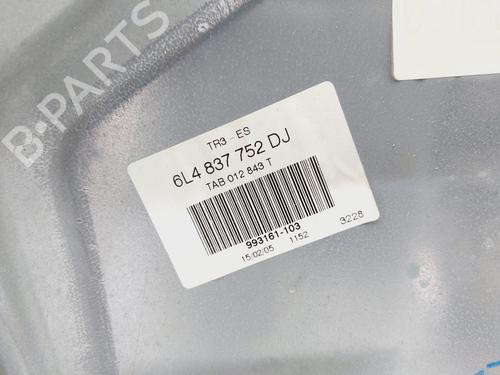 B-PARTS
TR3 - ES
6L4 837 752 DJ
TAB 012 843 T
993161-103
15/02/05 1152 3228